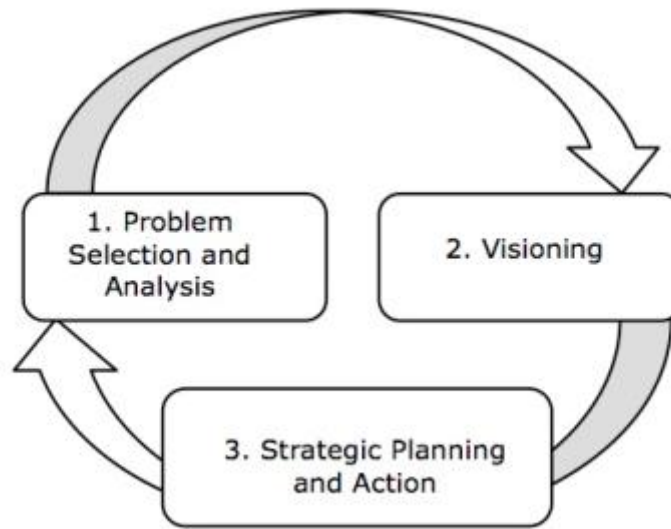 1. Problem
Selection and
Analysis
2. Visioning
3. Strategic Planning
and Action